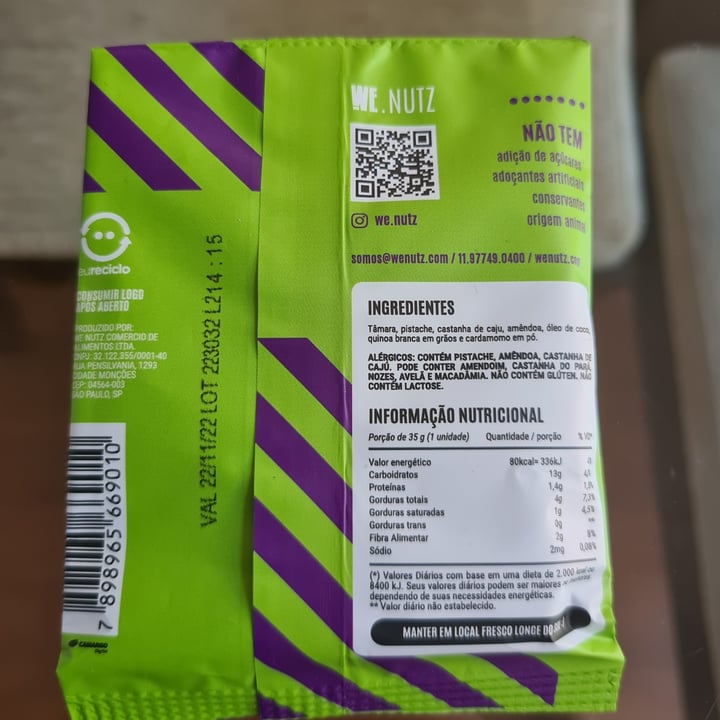 WE.NUTZ
NÃO TEM
adição de açúcares
adoçantes artificiais
conservantes
origem animal
we.nutz
somos@wenutz.com / 11.97749.0400 / wenutz.com
INGREDIENTES
Tâmara, pistache, castanha de caju, amêndoa, óleo de coco,
quinoa branca em grãos e cardamomo em pó.
ALÉRGICOS: CONTÉM PISTACHE, AMÊNDOA, CASTANHA DE
CAJÚ. PODE CONTER AMENDOIM, CASTANHA DO PARÁ,
NOZES, AVELÃ E MACADÂMIA. NÃO CONTÉM GLÚTEN. NÃO
CONTÉM LACTOSE.
INFORMAÇÃO NUTRICIONAL
Porção de 35 g (1 unidade) Quantidade / porção % VD*
Valor energético 80kcal= 336kJ
Carboidratos 13g
Proteínas 1,4g 1,8%
Gorduras totais 4g 7,3%
Gorduras saturadas 1g 4,5%
Gorduras trans 0g **
Fibra Alimentar 2g 8%
Sódio 2mg 0,08%
(*) Valores Diários com base em uma dieta de 2.000 kcal ou
8400 kJ. Seus valores diários podem ser maiores ou
dependendo de suas necessidades energéticas.
** Valor diário não estabelecido.
MANTER EM LOCAL FRESCO LONGE DO
eureciclo
CONSUMIR LOGO
APÓS ABERTO
PRODUZIDO POR:
WE NUTZ COMERCIO DE
ALIMENTOS LTDA.
CNPJ: 32.122.355/0001-40
RUA PENSILVANIA, 1293
CIDADE MONÇÕES
CEP: 04564-003
SÃO PAULO, SP
VAL 22/11/22 LOT 223032 L214 : 15
7 898965 669010
CAMARGO